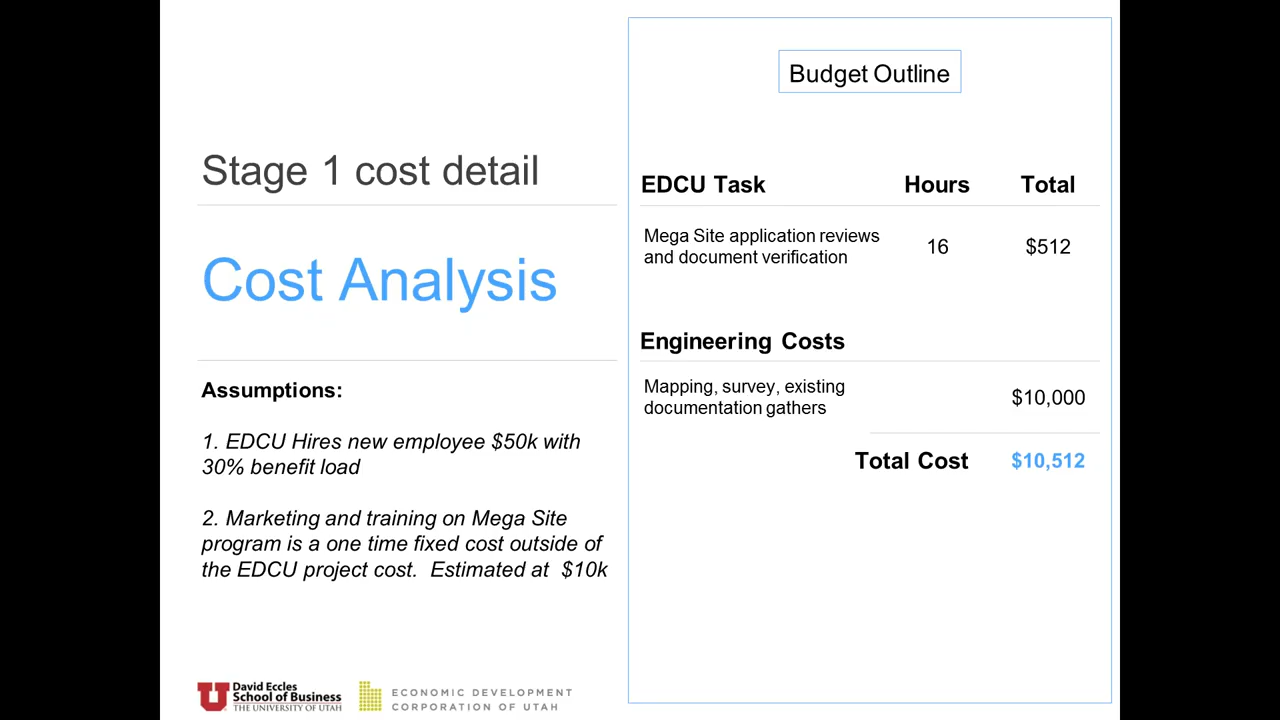 Stage 1 cost detail
Cost Analysis
Assumptions:
1. EDCU Hires new employee $50k with
30% benefit load
2. Marketing and training on Mega Site
program is a one time fixed cost outside of
the EDCU project cost.  Estimated at  $10k
David Eccles
School of Business
THE UNIVERSITY OF UTAH
ECONOMIC DEVELOPMENT
CORPORATION OF UTAH
Budget Outline
EDCU Task Hours Total
Mega Site application reviews
and document verification
16 $512
Engineering Costs
Mapping, survey, existing
documentation gathers
$10,000
Total Cost $10,512